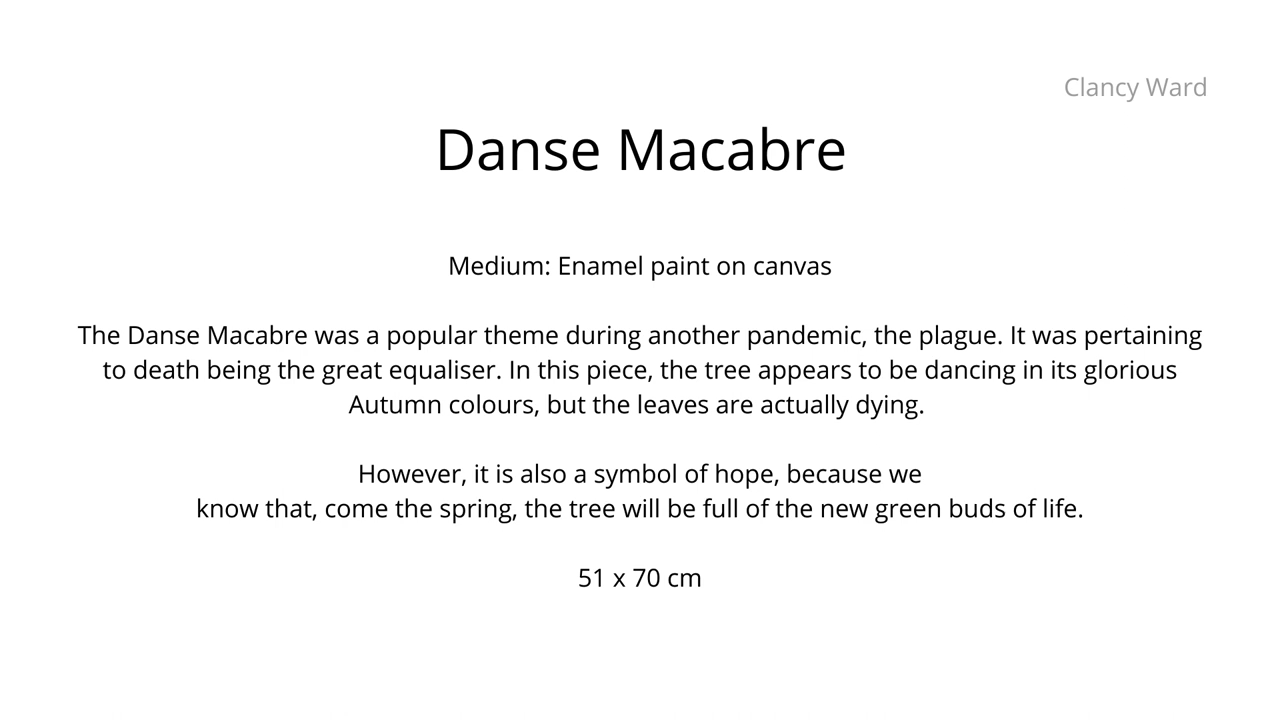 Clancy Ward
Danse Macabre
Medium: Enamel paint on canvas
The Danse Macabre was a popular theme during another pandemic, the plague. It was pertaining
to death being the great equaliser. In this piece, the tree appears to be dancing in its glorious
Autumn colours, but the leaves are actually dying.
However, it is also a symbol of hope, because we
know that, come the spring, the tree will be full of the new green buds of life.
51 x 70 cm